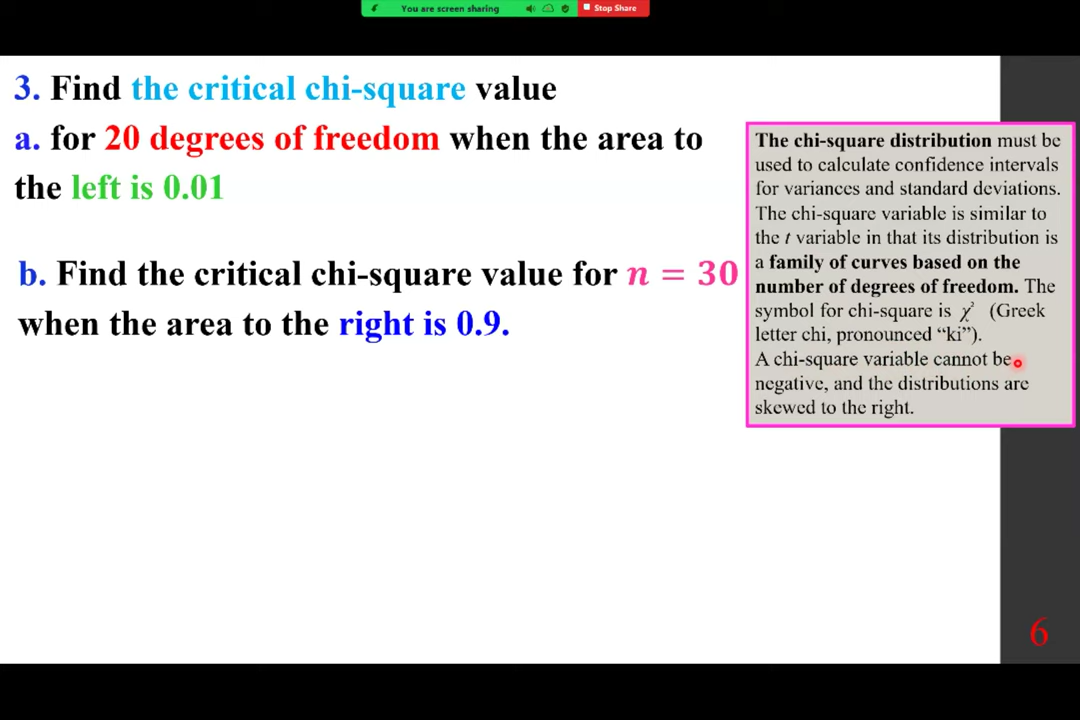 You are screen sharing
Stop Share
3. Find the critical chi-square value
a. for 20 degrees of freedom when the area to
the left is 0.01
b. Find the critical chi-square value for n = 30
when the area to the right is 0.9.
The chi-square distribution must be
used to calculate confidence intervals
for variances and standard deviations.
The chi-square variable is similar to
the t variable in that its distribution is
a family of curves based on the
number of degrees of freedom. The
symbol for chi-square is χ² (Greek
letter chi, pronounced “ki”).
A chi-square variable cannot be
negative, and the distributions are
skewed to the right.
6